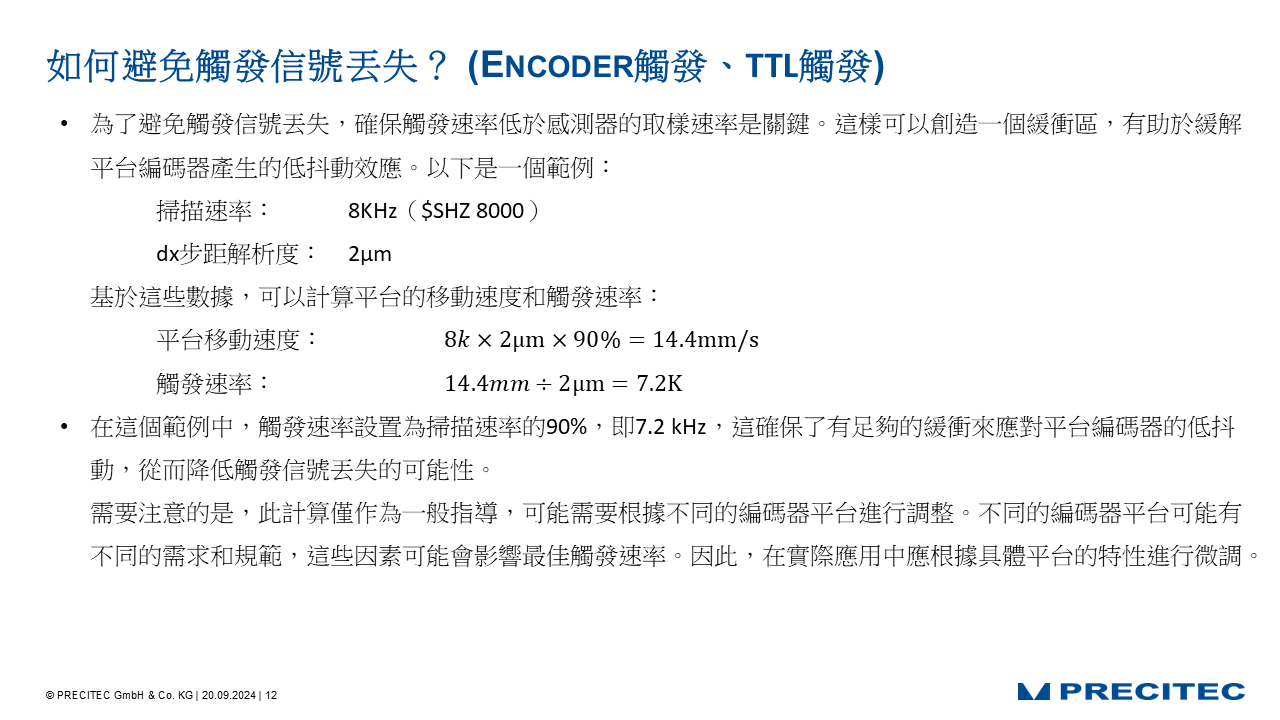 如何避免觸發信號丟失？ (ENCODER觸發、TTL觸發)
• 為了避免觸發信號丟失，確保觸發速率低於感測器的取樣速率是關鍵。這樣可以創造一個緩衝區，有助於緩解
平台編碼器產生的低抖動效應。以下是一個範例：
掃描速率： 8KHz（$SHZ 8000）
dx步距解析度： 2μm
基於這些數據，可以計算平台的移動速度和觸發速率：
平台移動速度： 8k × 2μm × 90% = 14.4mm/s
觸發速率： 14.4mm ÷ 2μm = 7.2K
• 在這個範例中，觸發速率設置為掃描速率的90%，即7.2 kHz，這確保了有足夠的緩衝來應對平台編碼器的低抖
動，從而降低觸發信號丟失的可能性。
需要注意的是，此計算僅作為一般指導，可能需要根據不同的編碼器平台進行調整。不同的編碼器平台可能有
不同的需求和規範，這些因素可能會影響最佳觸發速率。因此，在實際應用中應根據具體平台的特性進行微調。
© PRECITEC GmbH & Co. KG | 20.09.2024 | 12
PRECITEC